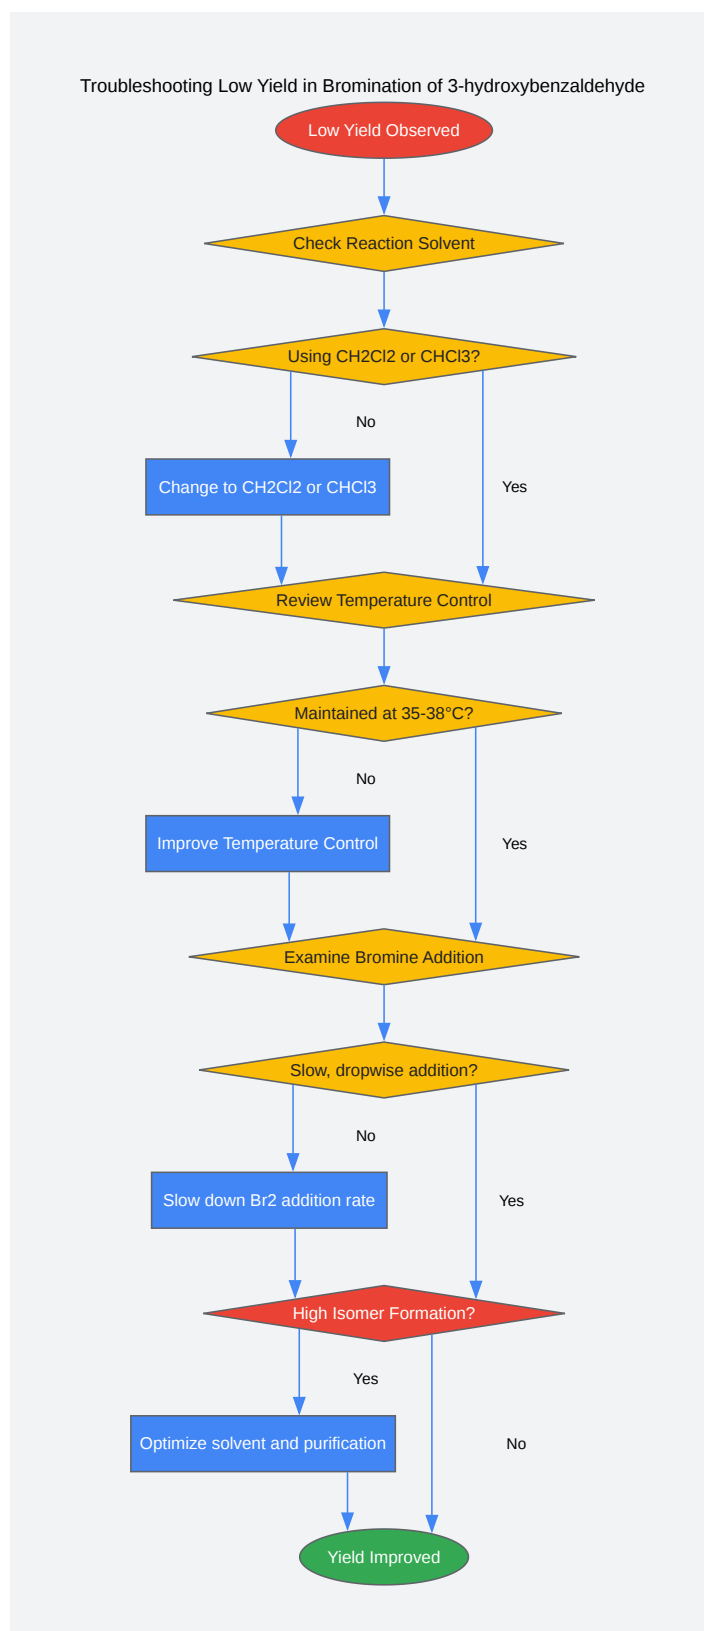 Troubleshooting Low Yield in Bromination of 3-hydroxybenzaldehyde
Low Yield Observed
Check Reaction Solvent
Using CH2Cl2 or CHCl3?
No
Change to CH2Cl2 or CHCl3
Yes
Review Temperature Control
Maintained at 35-38°C?
No
Improve Temperature Control
Yes
Examine Bromine Addition
Slow, dropwise addition?
No
Slow down Br2 addition rate
Yes
High Isomer Formation?
Yes
Optimize solvent and purification
No
Yield Improved